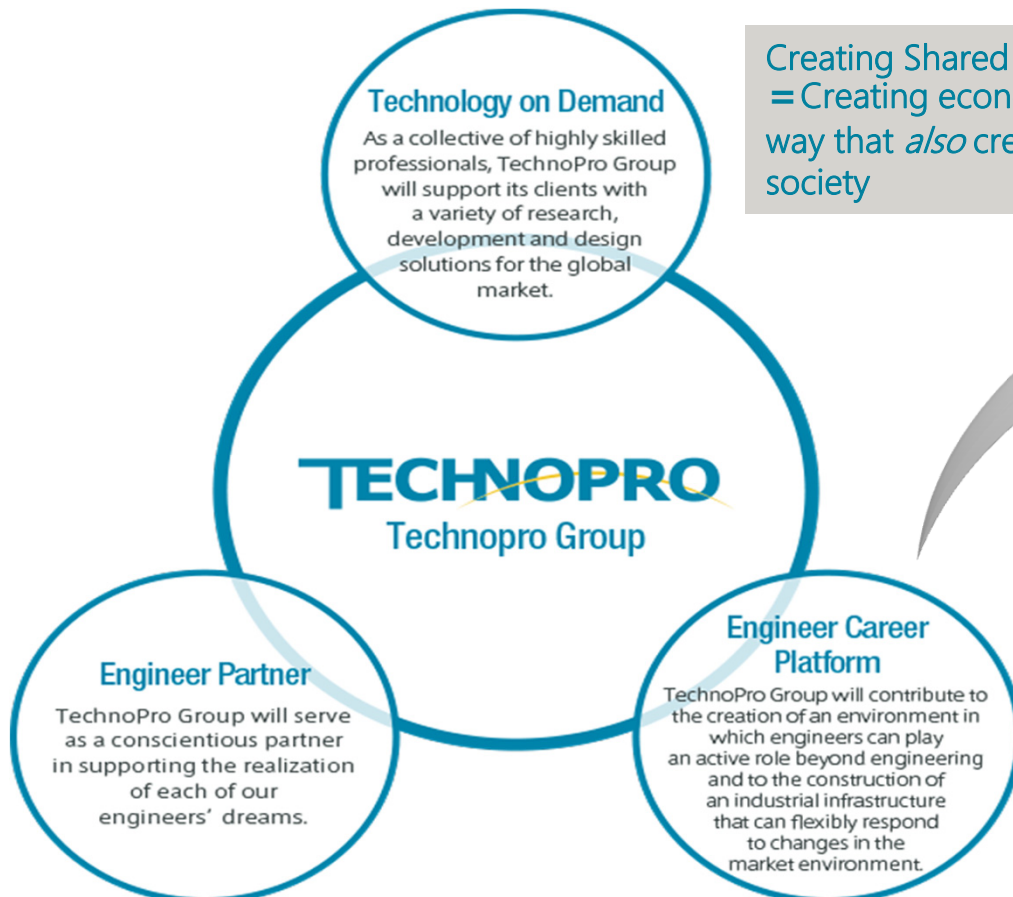 Technology on Demand
As a collective of highly skilled
professionals, TechnoPro Group
will support its clients with
a variety of research,
development and design
solutions for the global
market.
Creating Shared
=Creating econ
way that also cre
society
TECHNOPRO
Technopro Group
Engineer Partner
TechnoPro Group will serve
as a conscientious partner
in supporting the realization
of each of our
engineers' dreams.
Engineer Career
Platform
TechnoPro Group will contribute to
the creation of an environment in
which engineers can play
an active role beyond engineering
and to the construction of
an industrial infrastructure
that can flexibly respond
to changes in the
market environment.